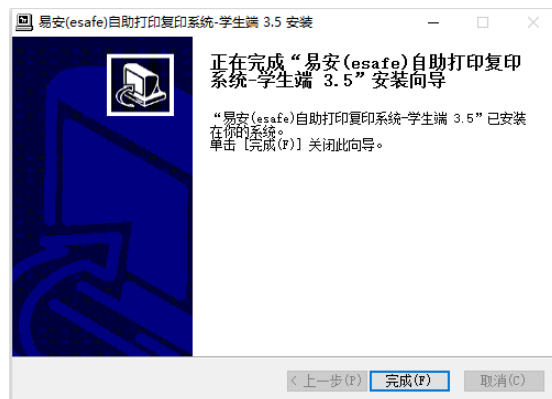 易安(esafe)自助打印复印系统-学生端 3.5 安装
正在完成“易安(esafe)自助打印复印
系统-学生端 3.5”安装向导
“易安(esafe)自助打印复印系统-学生端 3.5”已安装
在你的系统。
单击 [完成(F)] 关闭此向导。
< 上一步(P) 完成(F) 取消(C)